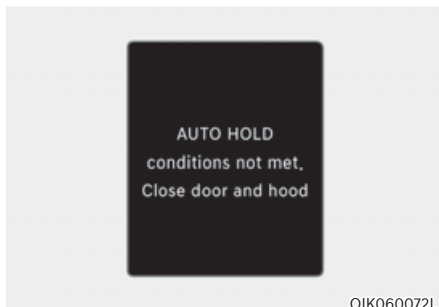 AUTO HOLD
conditions not met.
Close door and hood
OIK060072L